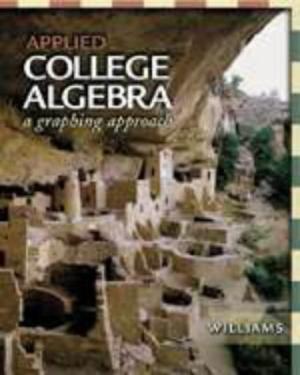 APPLIED
COLLEGE
ALGEBRA
a graphing approach
WILLIAMS